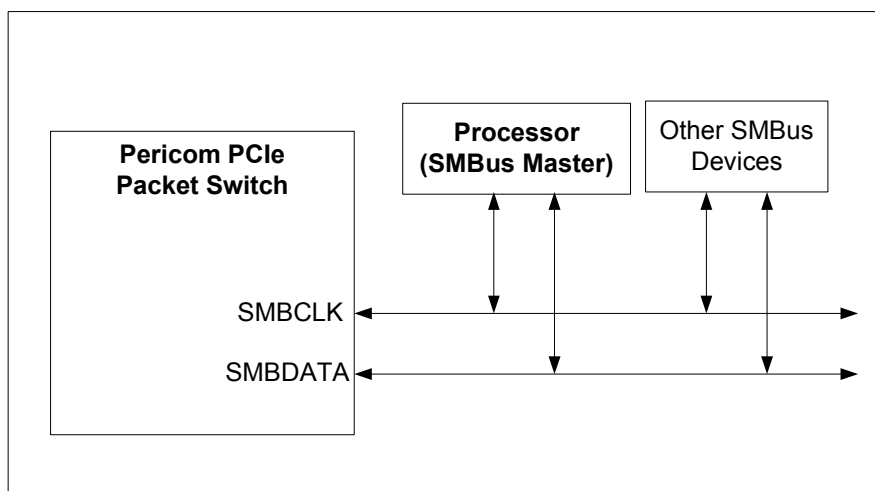 Pericom PCIe
Packet Switch
Processor
(SMBus Master)
Other SMBus
Devices
SMBCLK
SMBDATA